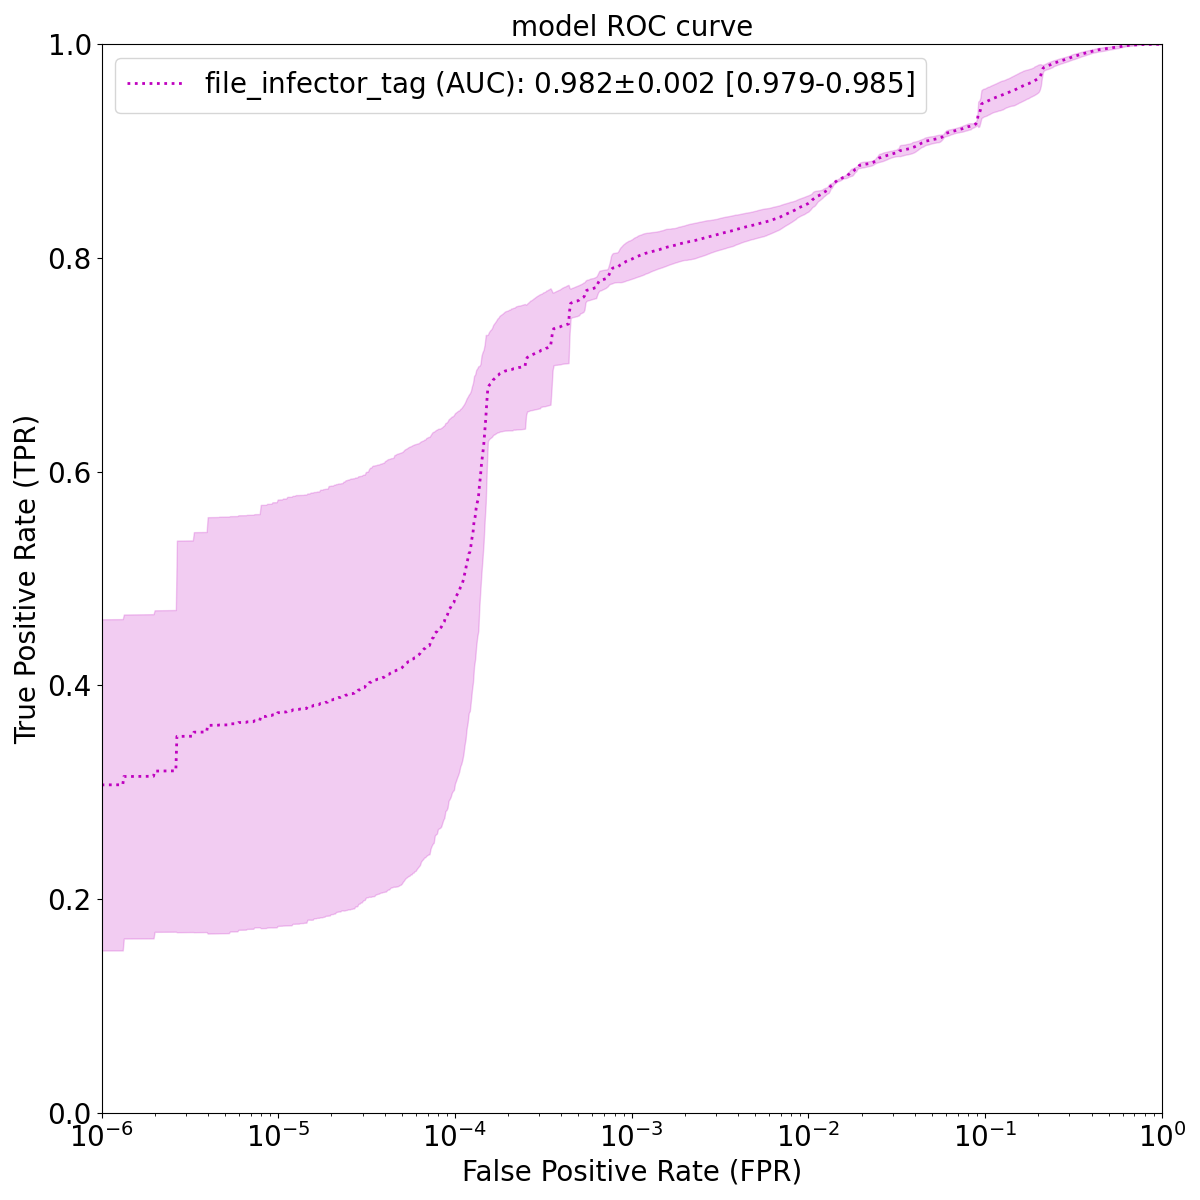 model ROC curve
file_infector_tag (AUC): 0.982±0.002 [0.979-0.985]
True Positive Rate (TPR)
1.0
0.8
0.6
0.4
0.2
0.0
10⁻⁶ 10⁻⁵ 10⁻⁴ 10⁻³ 10⁻² 10⁻¹ 10⁰
False Positive Rate (FPR)